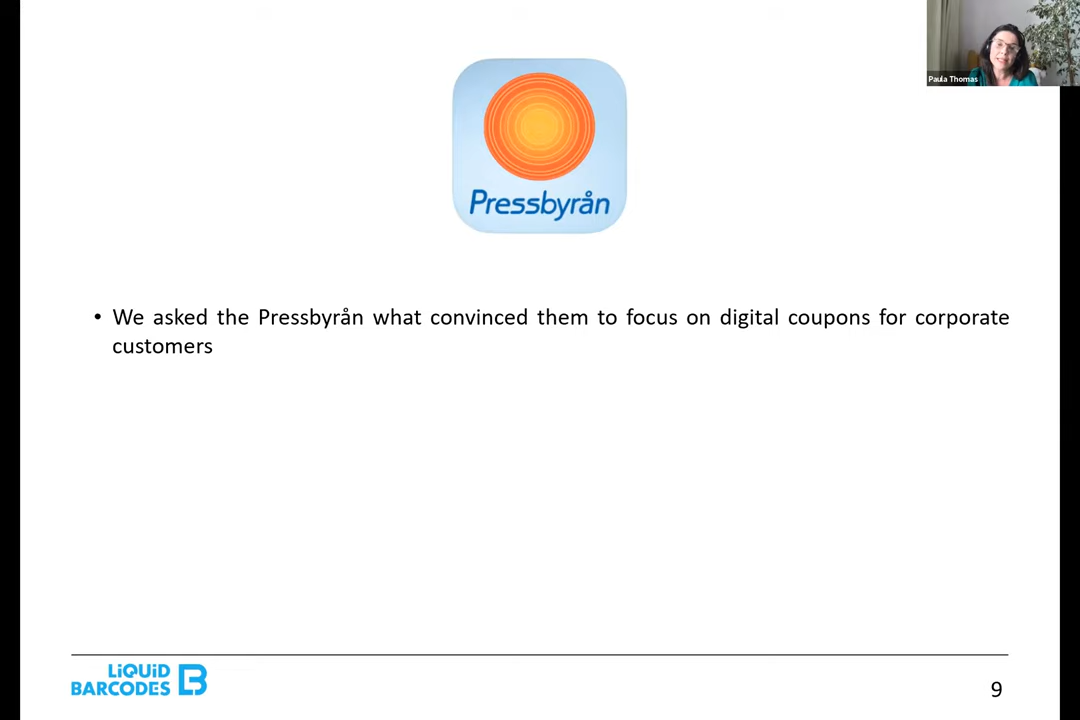 Paula Thomas
Pressbyrån
• We asked the Pressbyrån what convinced them to focus on digital coupons for corporate
customers
LiQUiD
BARCODES
9